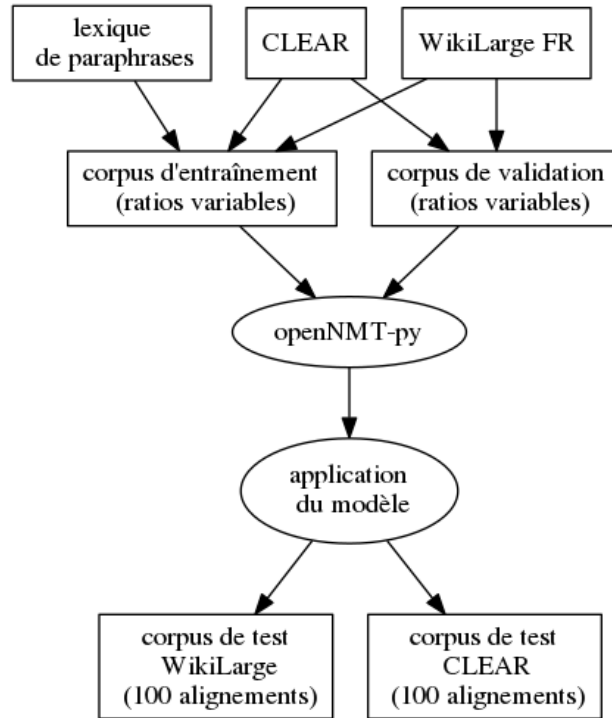 lexique
de paraphrases
CLEAR
WikiLarge FR
corpus d'entraînement
(ratios variables)
corpus de validation
(ratios variables)
openNMT-py
application
du modèle
corpus de test
WikiLarge
(100 alignements)
corpus de test
CLEAR
(100 alignements)